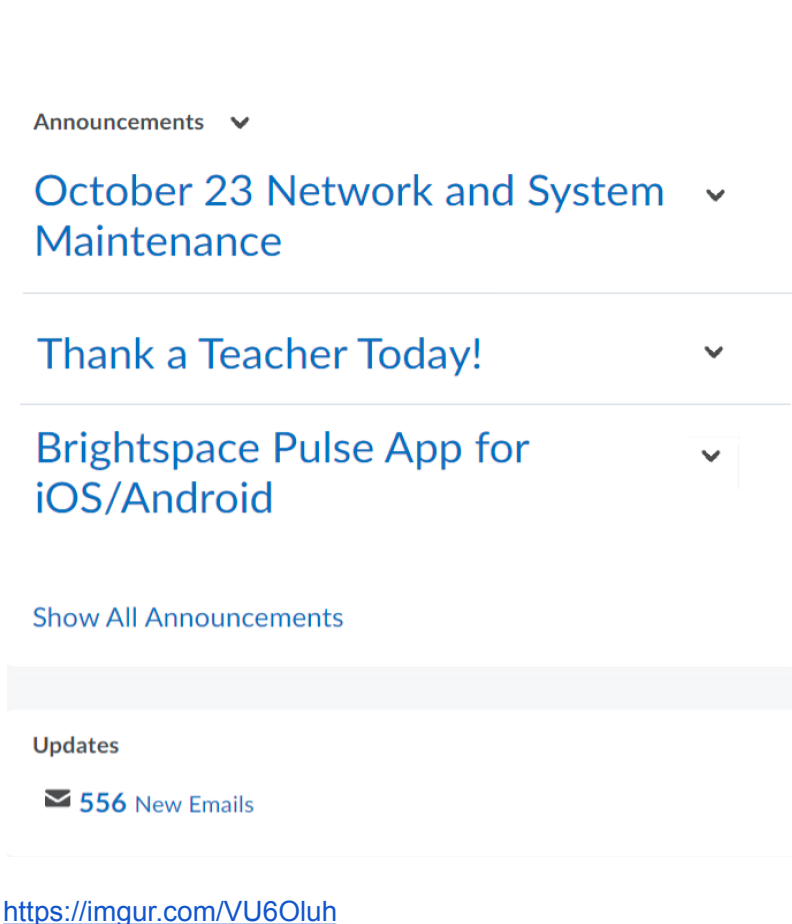 Announcements
October 23 Network and System
Maintenance
Thank a Teacher Today!
Brightspace Pulse App for
iOS/Android
Show All Announcements
Updates
556 New Emails
https://imgur.com/VU6Oluh